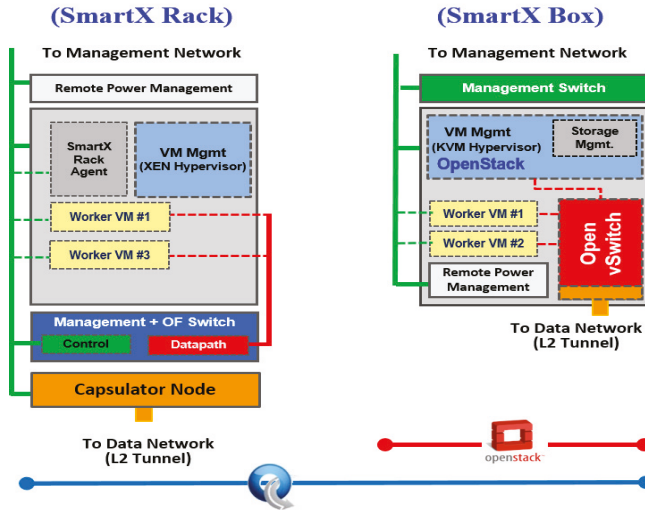 (SmartX Rack)
To Management Network
Remote Power Management
SmartX
Rack
Agent
VM Mgmt
(XEN Hypervisor)
Worker VM #1
Worker VM #3
Management + OF Switch
Control
Datapath
Capsulator Node
To Data Network
(L2 Tunnel)
(SmartX Box)
To Management Network
Management Switch
VM Mgmt
(KVM Hypervisor)
OpenStack
Storage
Mgmt.
Worker VM #1
Worker VM #2
Open
vSwitch
Remote Power
Management
To Data Network
(L2 Tunnel)
openstack